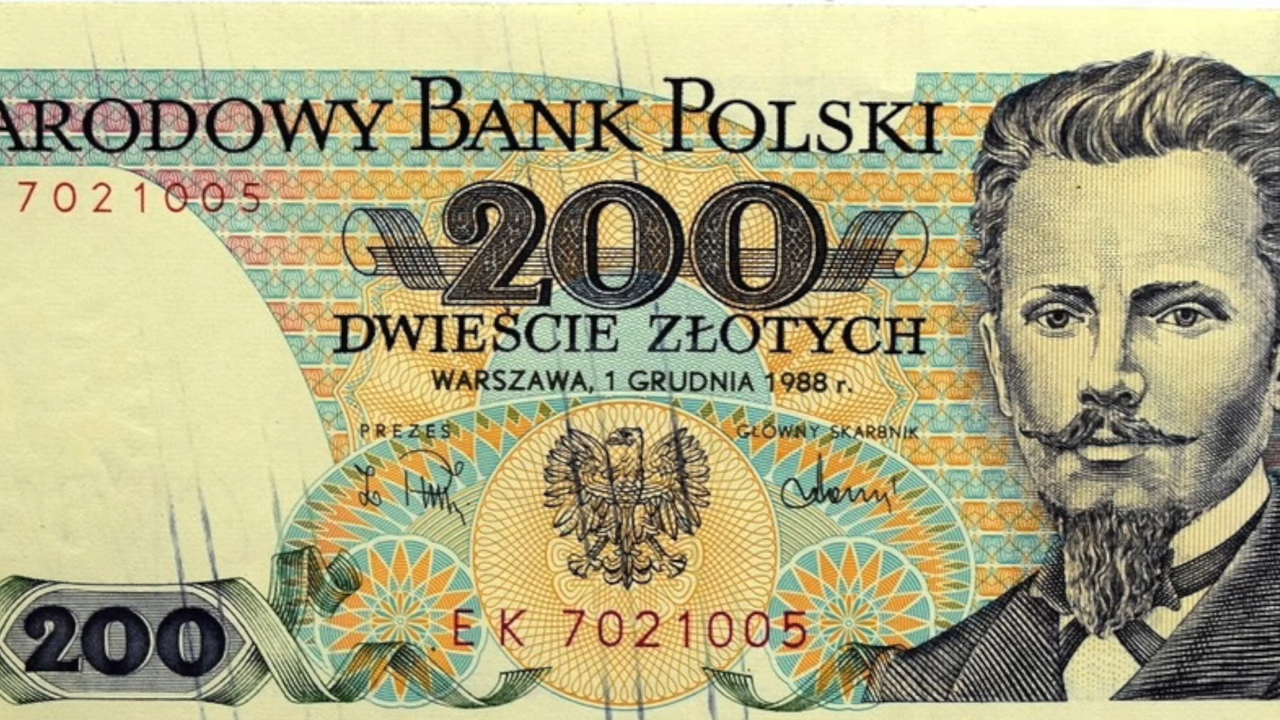 ARODOWY BANK POLSKI
7021005
200
DWIEŚCIE ZŁOTYCH
WARSZAWA, 1 GRUDNIA 1988 r.
PREZES GŁÓWNY SKARBNIK
EK 7021005
200